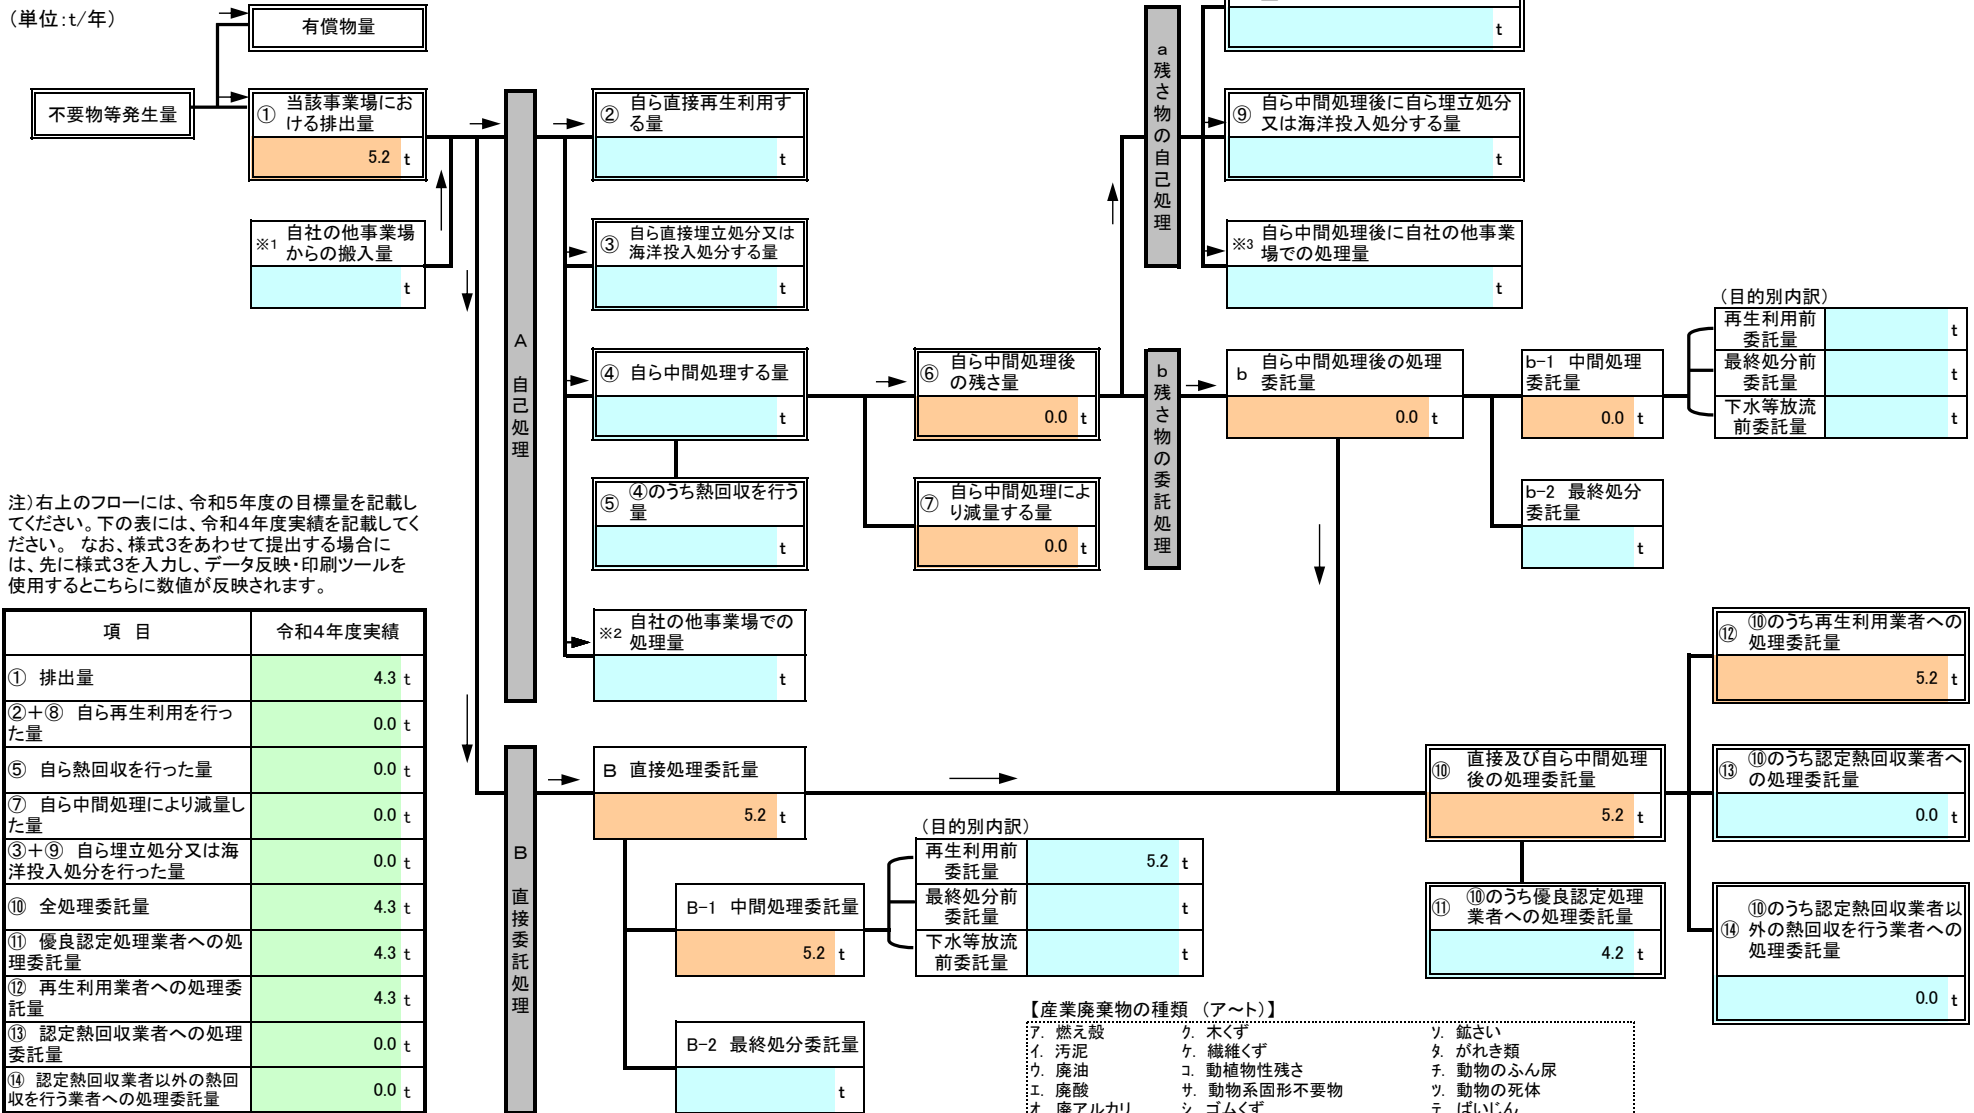 （単位：t/年）
有償物量
不要物等発生量
① 当該事業場にお
ける排出量
5.2 t
※1 自社の他事業場
からの搬入量
t
A 自己処理
② 自ら直接再生利用す
る量
t
③ 自ら直接埋立処分又は
海洋投入処分する量
t
④ 自ら中間処理する量
t
⑤ ④のうち熱回収を行う
量
t
※2 自社の他事業場での
処理量
t
⑥ 自ら中間処理後
の残さ量
0.0 t
⑦ 自ら中間処理によ
り減量する量
0.0 t
a 残さ物の自己処理
t
⑨ 自ら中間処理後に自ら埋立処分
又は海洋投入処分する量
t
※3 自ら中間処理後に自社の他事業
場での処理量
t
b 残さ物の委託処理
b 自ら中間処理後の処理
委託量
0.0 t
b-1 中間処理
委託量
0.0 t
b-2 最終処分
委託量
t
（目的別内訳）
再生利用前
委託量
t
最終処分前
委託量
t
下水等放流
前委託量
t
注）右上のフローには、令和５年度の目標量を記載し
てください。下の表には、令和４年度実績を記載してく
ださい。 なお、様式３をあわせて提出する場合に
は、先に様式３を入力し、データ反映・印刷ツールを
使用するとこちらに数値が反映されます。
項 目 令和４年度実績
① 排出量 4.3 t
②＋⑧ 自ら再生利用を行っ
た量 0.0 t
⑤ 自ら熱回収を行った量 0.0 t
⑦ 自ら中間処理により減量し
た量 0.0 t
③＋⑨ 自ら埋立処分又は海
洋投入処分を行った量 0.0 t
⑩ 全処理委託量 4.3 t
⑪ 優良認定処理業者への処
理委託量 4.3 t
⑫ 再生利用業者への処理委
託量 4.3 t
⑬ 認定熱回収業者への処理
委託量 0.0 t
⑭ 認定熱回収業者以外の熱回
収を行う業者への処理委託量 0.0 t
B 直接委託処理
B 直接処理委託量
5.2 t
B-1 中間処理委託量
5.2 t
B-2 最終処分委託量
t
（目的別内訳）
再生利用前
委託量
5.2 t
最終処分前
委託量
t
下水等放流
前委託量
t
⑩ 直接及び自ら中間処理
後の処理委託量
5.2 t
⑪ ⑩のうち優良認定処理
業者への処理委託量
4.2 t
⑫ ⑩のうち再生利用業者への
処理委託量
5.2 t
⑬ ⑩のうち認定熱回収業者へ
の処理委託量
0.0 t
⑭ ⑩のうち認定熱回収業者以
外の熱回収を行う業者への
処理委託量
0.0 t
【産業廃棄物の種類 （ア～ト）】
ｱ. 燃え殻 ｸ. 木くず ｿ. 鉱さい
ｲ. 汚泥 ｹ. 繊維くず ﾀ. がれき類
ｳ. 廃油 ｺ. 動植物性残さ ﾁ. 動物のふん尿
ｴ. 廃酸 ｻ. 動物系固形不要物 ﾂ. 動物の死体
ｵ. 廃アルカリ ｼ. ゴムくず ﾃ. ばいじん